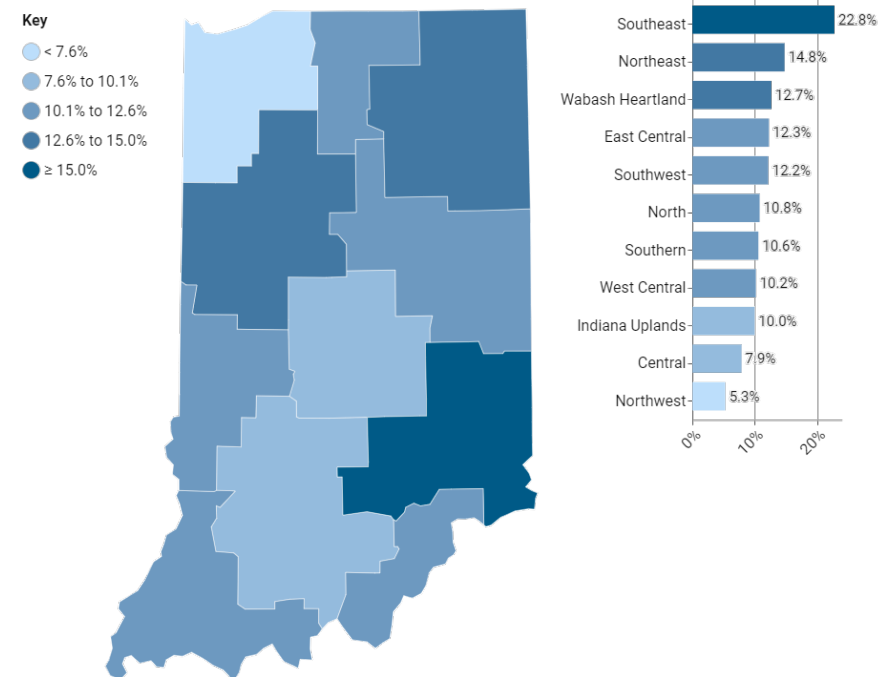 Key
< 7.6%
7.6% to 10.1%
10.1% to 12.6%
12.6% to 15.0%
≥ 15.0%
Southeast 22.8%
Northeast 14.8%
Wabash Heartland 12.7%
East Central 12.3%
Southwest 12.2%
North 10.8%
Southern 10.6%
West Central 10.2%
Indiana Uplands 10.0%
Central 7.9%
Northwest 5.3%
0% 10% 20%